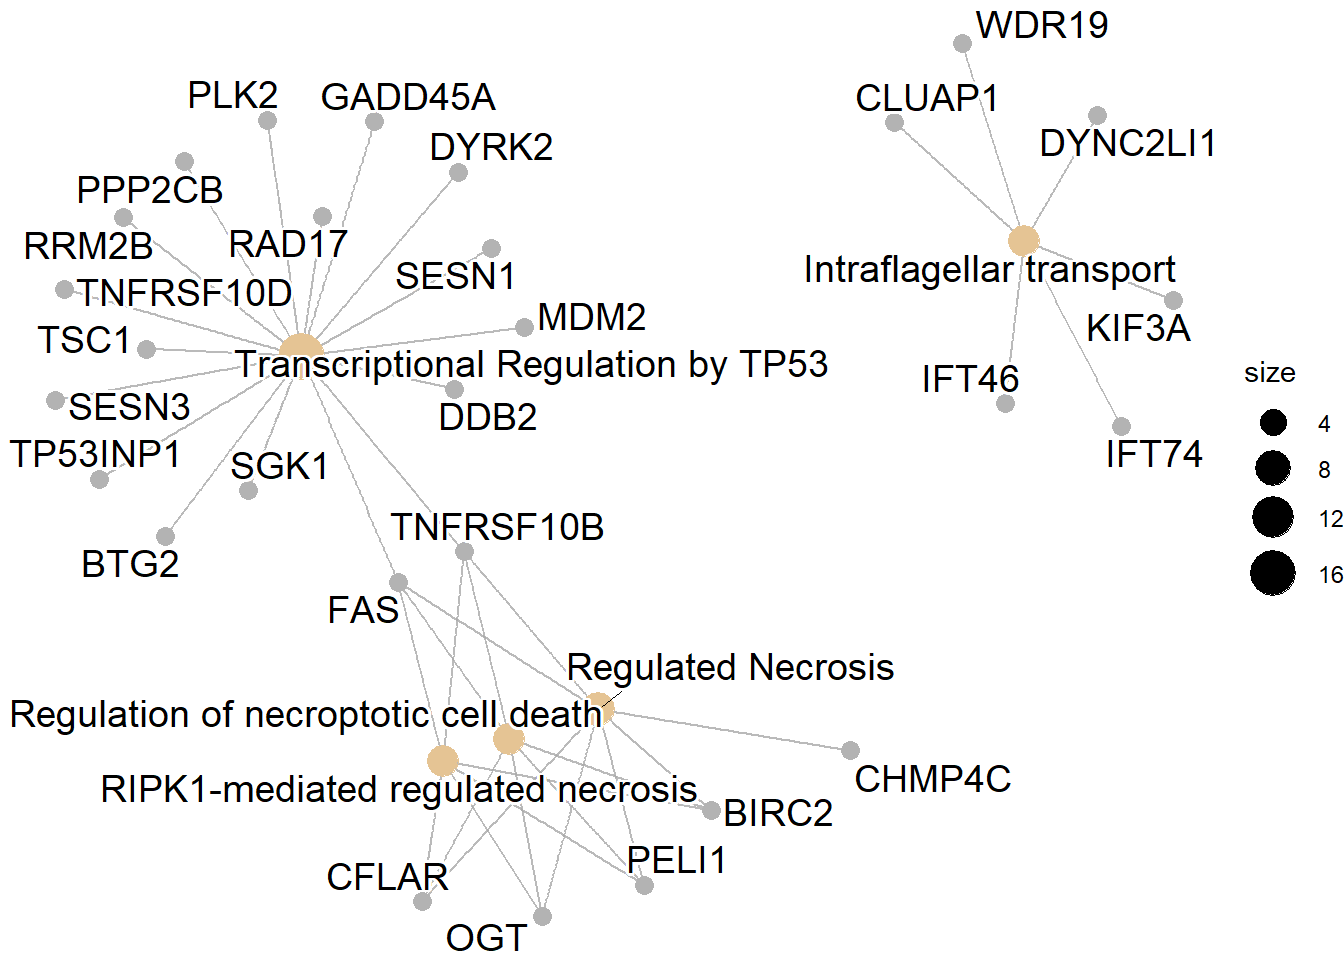 WDR19
PLK2
GADD45A
CLUAP1
DYRK2
DYNC2LI1
PPP2CB
RRM2B
RAD17
SESN1
Intraflagellar transport
TNFRSF10D
MDM2
KIF3A
TSC1
Transcriptional Regulation by TP53
size
IFT46
SESN3
DDB2
4
TP53INP1
SGK1
IFT74
8
12
TNFRSF10B
BTG2
16
FAS
Regulated Necrosis
Regulation of necroptotic cell death
RIPK1-mediated regulated necrosis
CHMP4C
BIRC2
PELI1
CFLAR
OGT